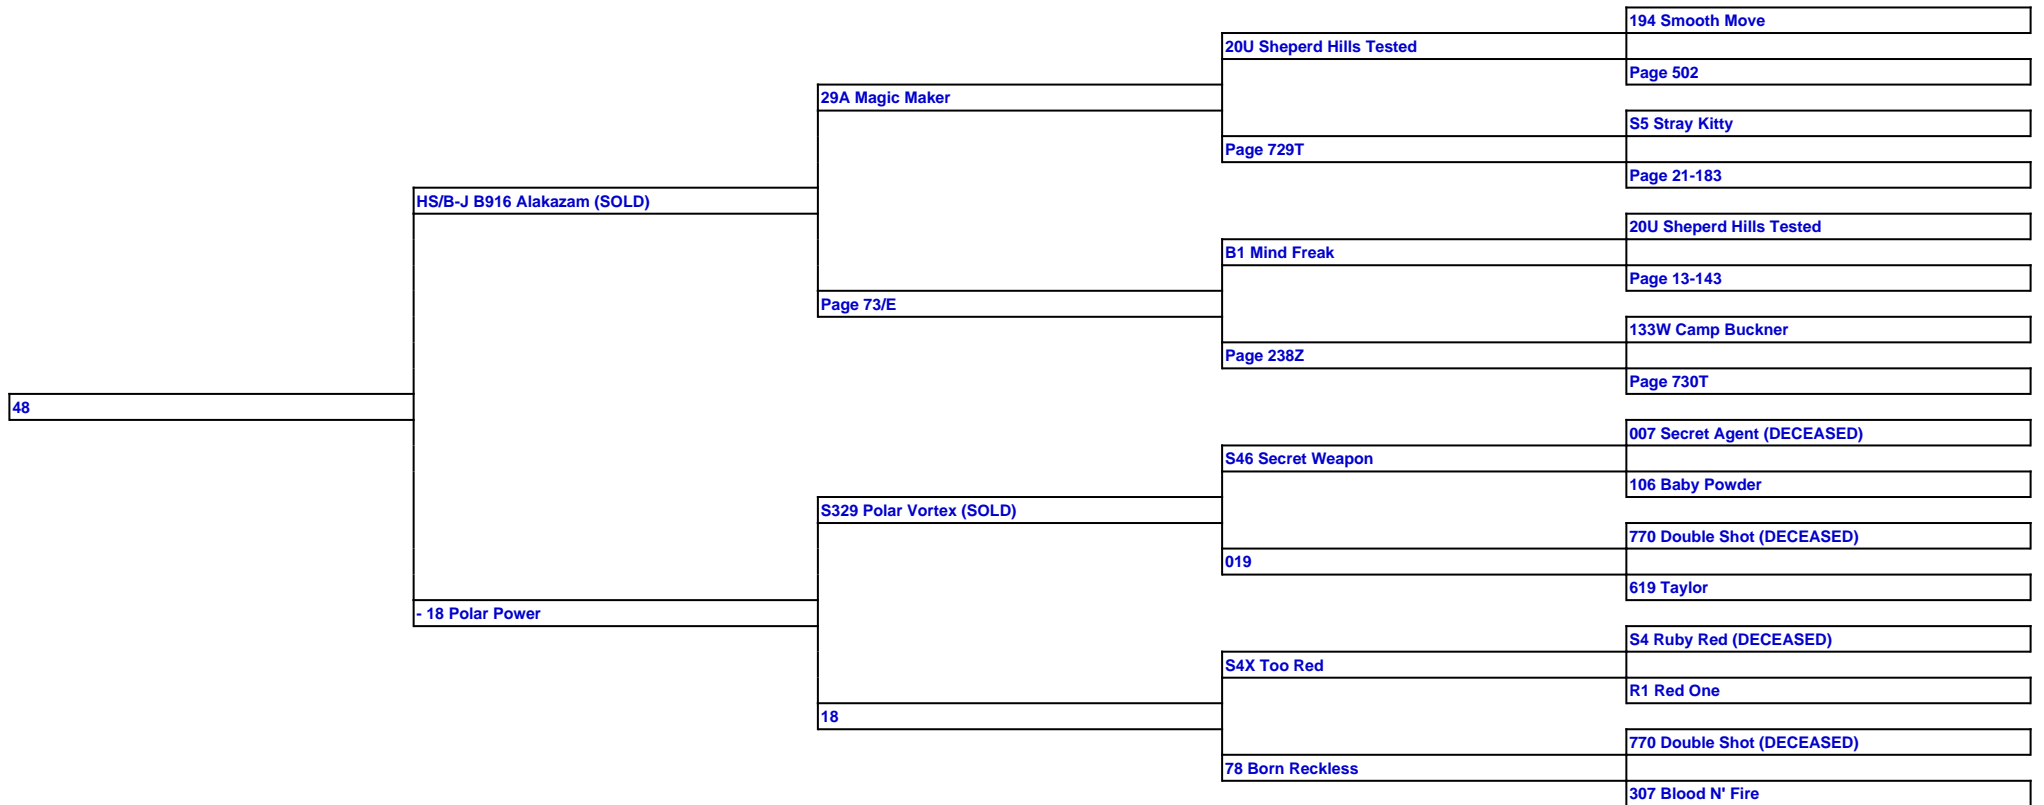 194 Smooth Move
20U Sheperd Hills Tested
Page 502
29A Magic Maker
S5 Stray Kitty
Page 729T
Page 21-183
HS/B-J B916 Alakazam (SOLD)
20U Sheperd Hills Tested
B1 Mind Freak
Page 13-143
Page 73/E
133W Camp Buckner
Page 238Z
Page 730T
48
007 Secret Agent (DECEASED)
S46 Secret Weapon
106 Baby Powder
S329 Polar Vortex (SOLD)
770 Double Shot (DECEASED)
019
619 Taylor
- 18 Polar Power
S4 Ruby Red (DECEASED)
S4X Too Red
R1 Red One
18
770 Double Shot (DECEASED)
78 Born Reckless
307 Blood N' Fire